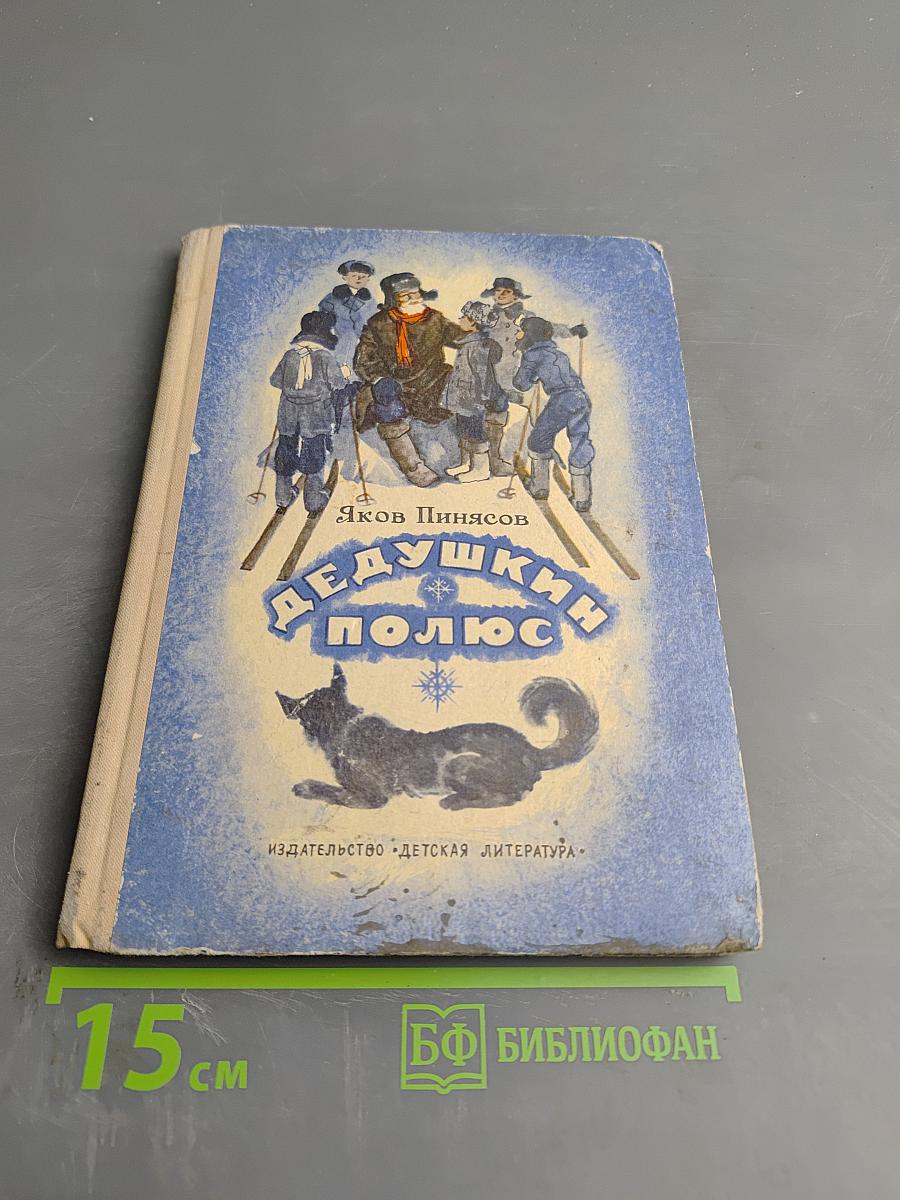 Яков Пинясов
ДЕДУШКИН
ПОЛЮС
ИЗДАТЕЛЬСТВО «ДЕТСКАЯ ЛИТЕРАТУРА»
15 см
БФ БИБЛИОФАН